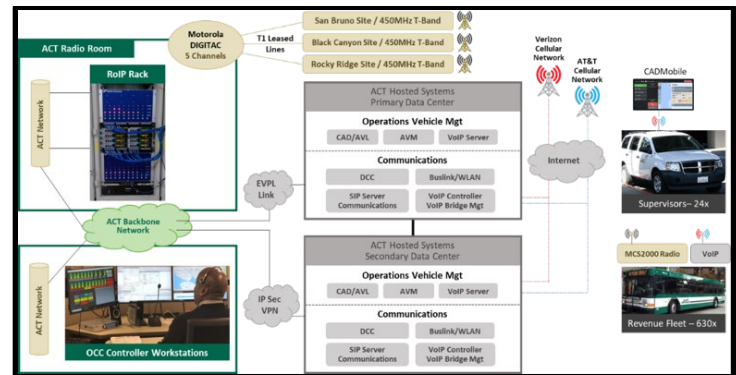 ACT Radio Room
RoIP Rack
ACT Network
Motorola
DIGITAC
5 Channels
T1 Leased
Lines
San Bruno Site / 450MHz T-Band
Black Canyon Site / 450MHz T-Band
Rocky Ridge Site / 450MHz T-Band
ACT Hosted Systems
Primary Data Center
Operations Vehicle Mgt
CAD/AVL
AVM
VoIP Server
Communications
DCC
Buslink/WLAN
SIP Server
Communications
VoIP Controller
VoIP Bridge Mgt
EVPL
Link
ACT Backbone
Network
IP Sec
VPN
ACT Network
OCC Controller Workstations
ACT Hosted Systems
Secondary Data Center
Operations Vehicle Mgt
CAD/AVL
AVM
VoIP Server
Communications
DCC
Buslink/WLAN
SIP Server
Communications
VoIP Controller
VoIP Bridge Mgt
Verizon
Cellular
Network
AT&T
Cellular
Network
Internet
CADMobile
Supervisors– 24x
MCS2000 Radio
VoIP
Revenue Fleet – 630x